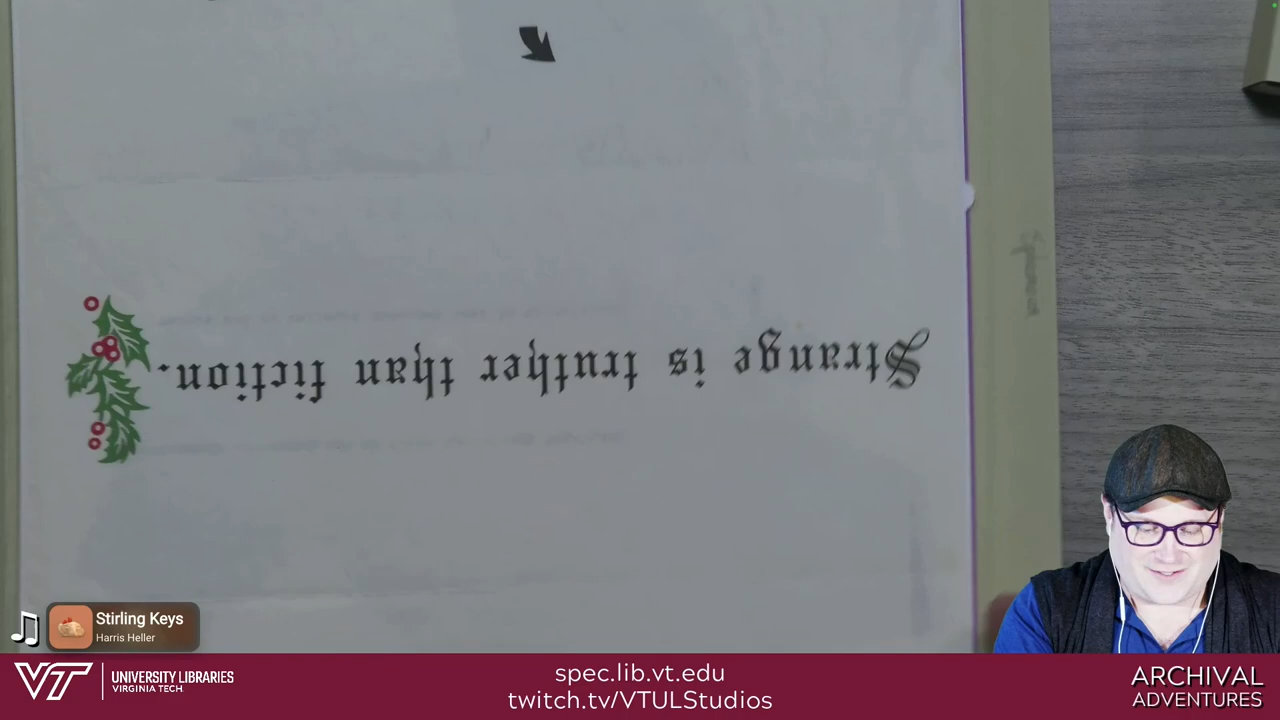 Strange is truther than fiction.
Stirling Keys
Harris Heller
VT
UNIVERSITY LIBRARIES
VIRGINIA TECH.
spec.lib.vt.edu
twitch.tv/VTULStudios
ARCHIVAL
ADVENTURES